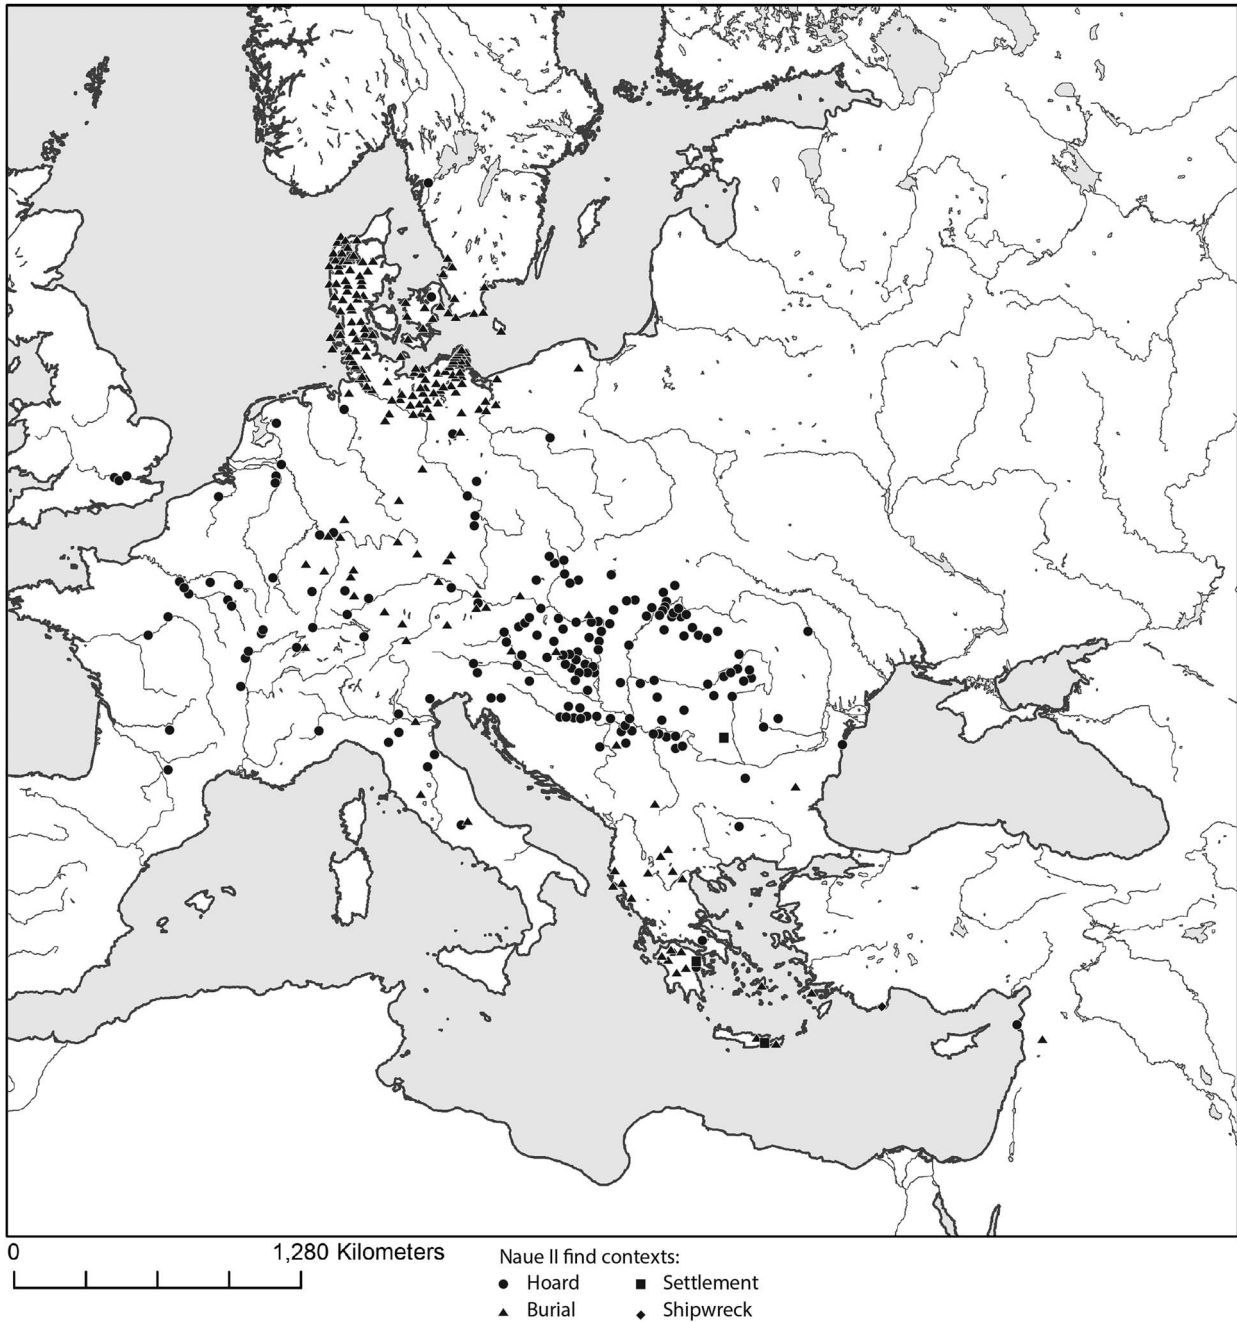 0 1,280 Kilometers
Naue II find contexts:
Hoard Settlement
Burial Shipwreck